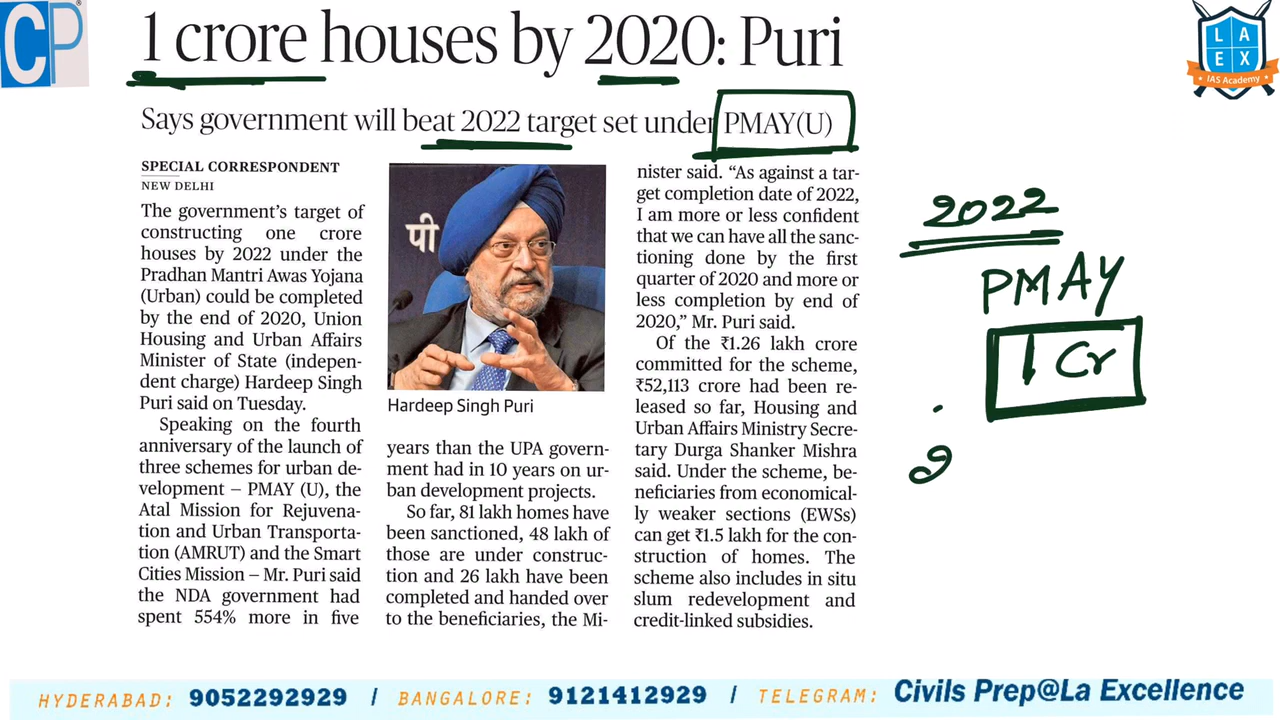 CP
1 crore houses by 2020: Puri
L A
E X
IAS Academy
Says government will beat 2022 target set under PMAY(U)
SPECIAL CORRESPONDENT
NEW DELHI
The government's target of
constructing one crore
houses by 2022 under the
Pradhan Mantri Awas Yojana
(Urban) could be completed
by the end of 2020, Union
Housing and Urban Affairs
Minister of State (indepen-
dent charge) Hardeep Singh
Puri said on Tuesday.
Speaking on the fourth
anniversary of the launch of
three schemes for urban de-
velopment – PMAY (U), the
Atal Mission for Rejuvena-
tion and Urban Transporta-
tion (AMRUT) and the Smart
Cities Mission – Mr. Puri said
the NDA government had
spent 554% more in five
पी
Hardeep Singh Puri
years than the UPA govern-
ment had in 10 years on ur-
ban development projects.
So far, 81 lakh homes have
been sanctioned, 48 lakh of
those are under construc-
tion and 26 lakh have been
completed and handed over
to the beneficiaries, the Mi-
nister said. “As against a tar-
get completion date of 2022,
I am more or less confident
that we can have all the sanc-
tioning done by the first
quarter of 2020 and more or
less completion by end of
2020,” Mr. Puri said.
Of the ₹1.26 lakh crore
committed for the scheme,
₹52,113 crore had been re-
leased so far, Housing and
Urban Affairs Ministry Secre-
tary Durga Shanker Mishra
said. Under the scheme, be-
neficiaries from economical-
ly weaker sections (EWSs)
can get ₹1.5 lakh for the con-
struction of homes. The
scheme also includes in situ
slum redevelopment and
credit-linked subsidies.
2022
PMAY
1 Cr
HYDERABAD: 9052292929 / BANGALORE: 9121412929 / TELEGRAM: Civils Prep@La Excellence